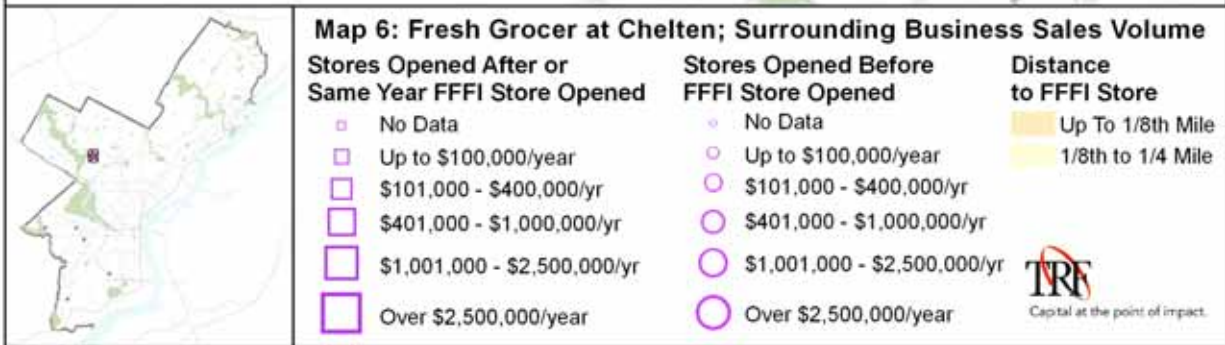 Map 6: Fresh Grocer at Chelten; Surrounding Business Sales Volume
Stores Opened After or
Same Year FFFI Store Opened
No Data
Up to $100,000/year
$101,000 - $400,000/yr
$401,000 - $1,000,000/yr
$1,001,000 - $2,500,000/yr
Over $2,500,000/year
Stores Opened Before
FFFI Store Opened
No Data
Up to $100,000/year
$101,000 - $400,000/yr
$401,000 - $1,000,000/yr
$1,001,000 - $2,500,000/yr
Over $2,500,000/year
Distance
to FFFI Store
Up To 1/8th Mile
1/8th to 1/4 Mile
TRF
Capital at the point of impact.